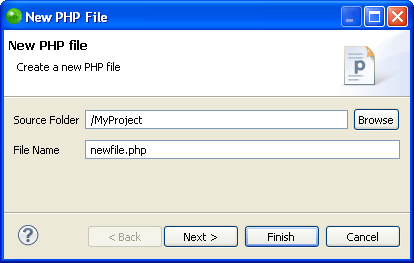 New PHP File
New PHP file
Create a new PHP file
p
Source Folder /MyProject Browse
File Name newfile.php
? < Back Next > Finish Cancel